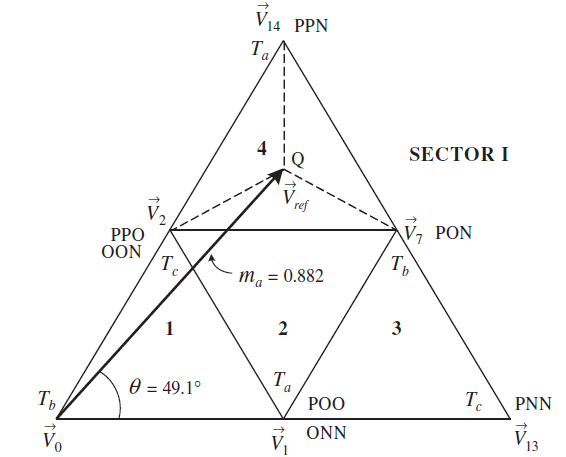 V⃗14 PPN
Ta
4
Q
SECTOR I
V⃗ref
V⃗2
PPO
OON
V⃗7 PON
Tc
ma = 0.882
Tb
1
2
3
θ = 49.1°
Ta
Tb
POO
Tc
PNN
V⃗0
V⃗1
ONN
V⃗13